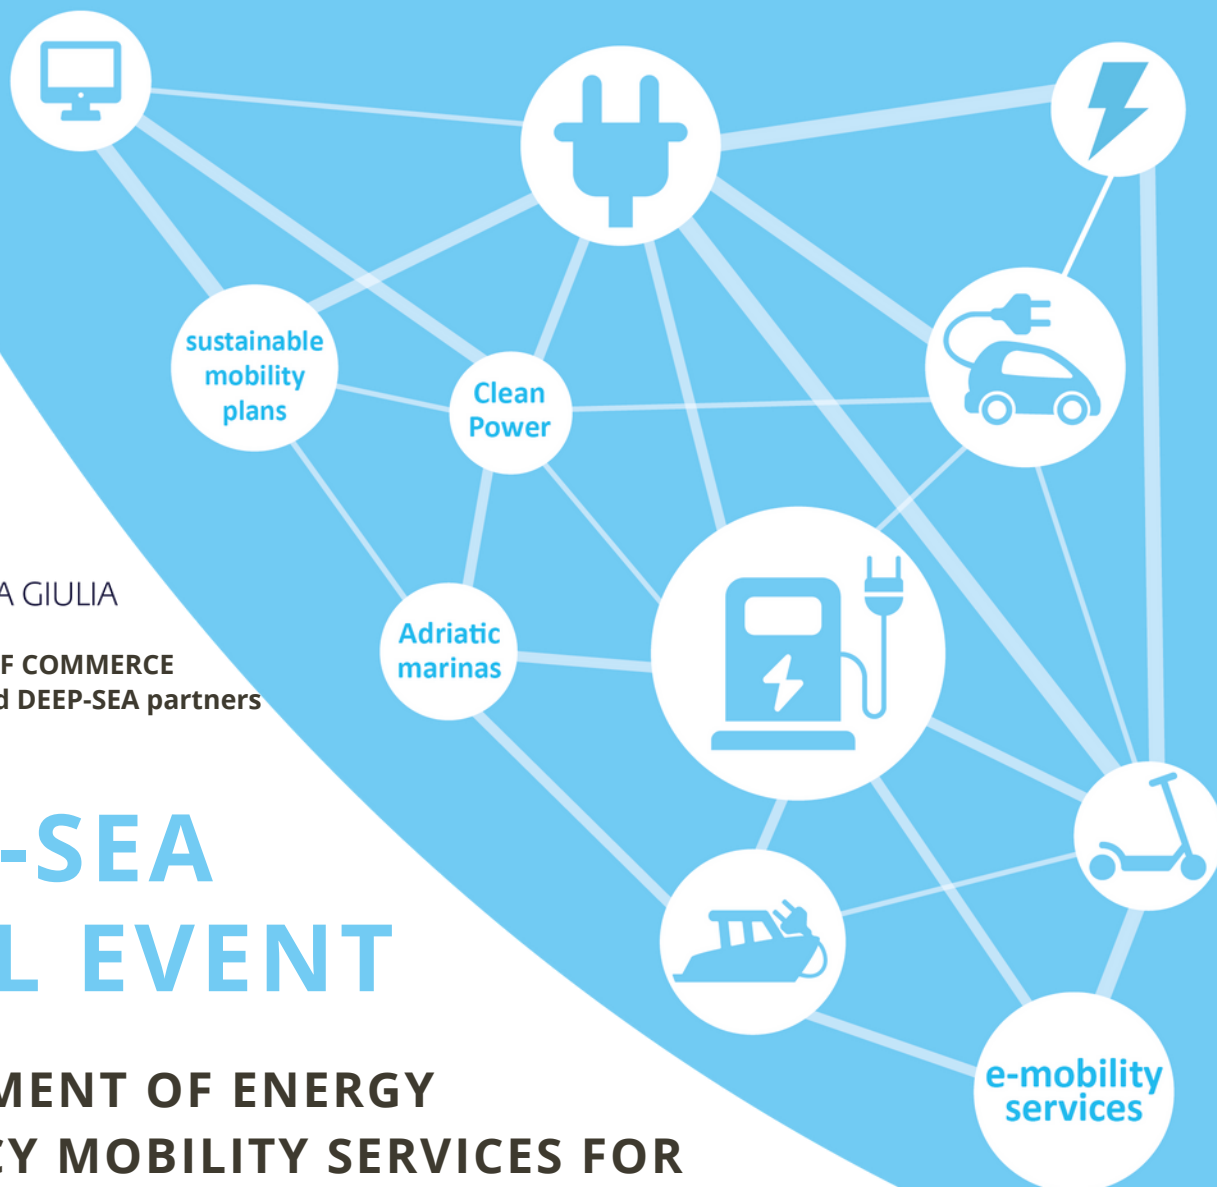 sustainable
mobility
plans
Clean
Power
A GIULIA
F COMMERCE
d DEEP-SEA partners
Adriatic
marinas
-SEA
L EVENT
MENT OF ENERGY
CY MOBILITY SERVICES FOR
e-mobility
services